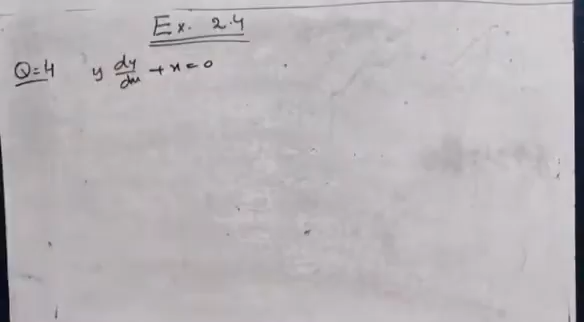 Ex. 2.4
Q=4 y dy/dx + x = 0